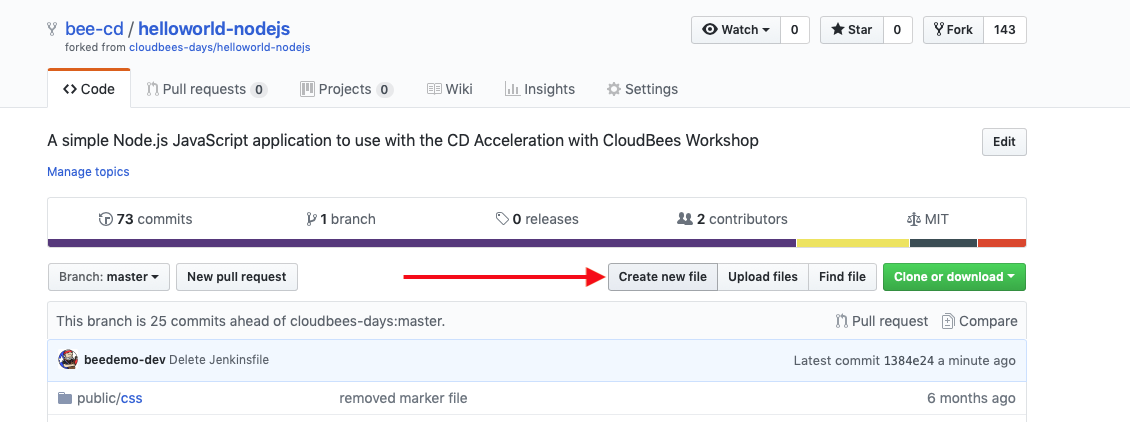 bee-cd / helloworld-nodejs
Watch 0 Star 0 Fork 143
forked from cloudbees-days/helloworld-nodejs
Code Pull requests 0 Projects 0 Wiki Insights Settings
A simple Node.js JavaScript application to use with the CD Acceleration with CloudBees Workshop
Edit
Manage topics
73 commits 1 branch 0 releases 2 contributors MIT
Branch: master New pull request Create new file Upload files Find file Clone or download
This branch is 25 commits ahead of cloudbees-days:master. Pull request Compare
beedemo-dev Delete Jenkinsfile Latest commit 1384e24 a minute ago
public/css removed marker file 6 months ago